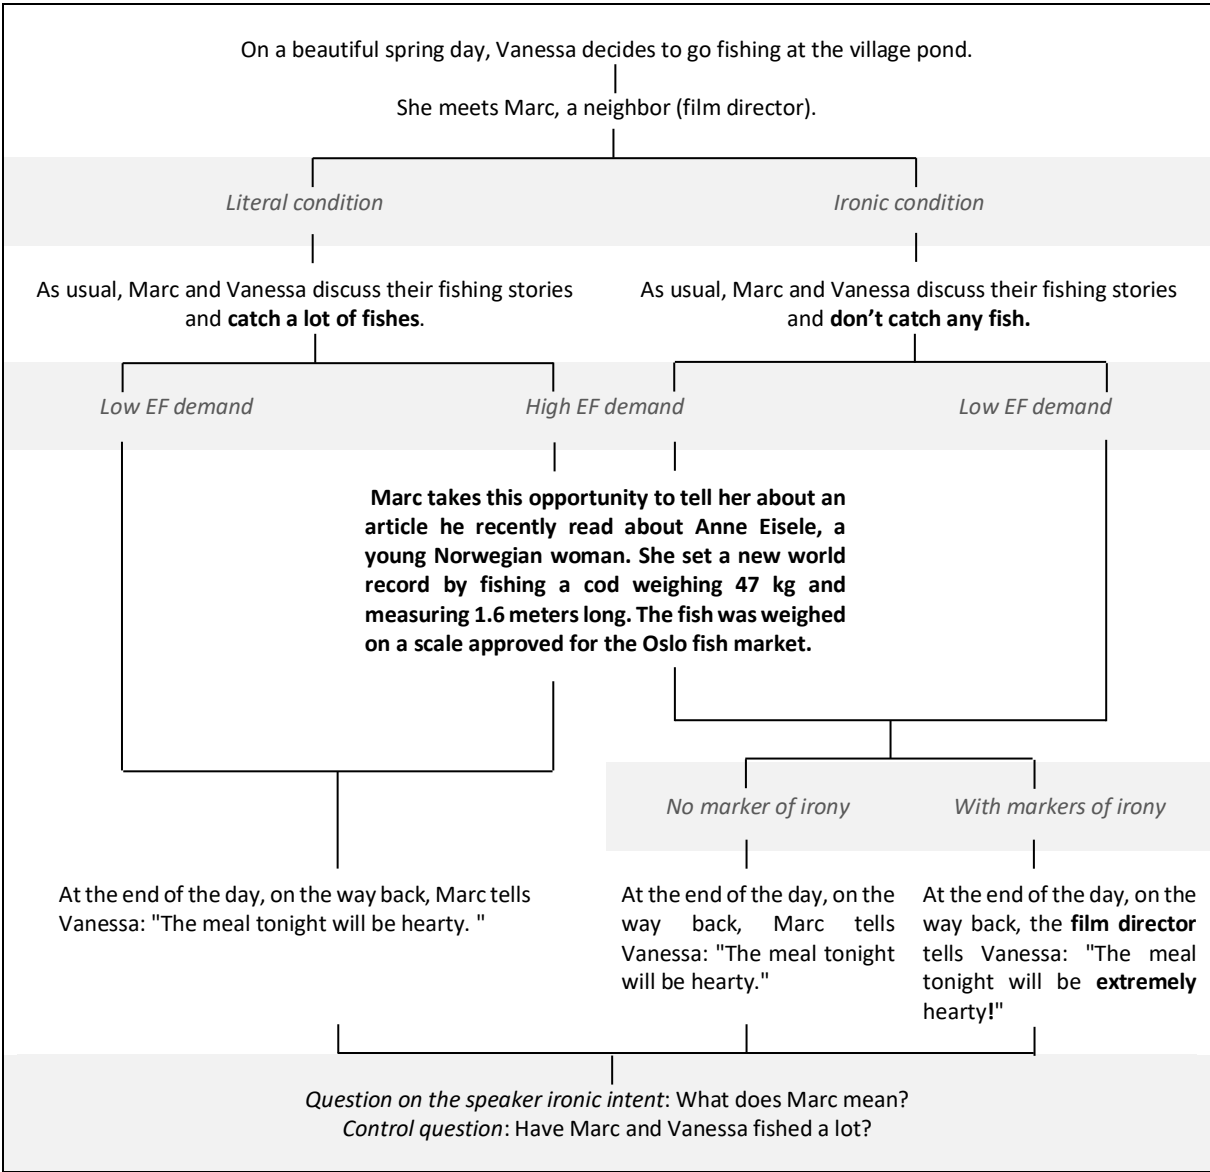 On a beautiful spring day, Vanessa decides to go fishing at the village pond.
She meets Marc, a neighbor (film director).
Literal condition
Ironic condition
As usual, Marc and Vanessa discuss their fishing stories
and catch a lot of fishes.
As usual, Marc and Vanessa discuss their fishing stories
and don’t catch any fish.
Low EF demand
High EF demand
Low EF demand
Marc takes this opportunity to tell her about an
article he recently read about Anne Eisele, a
young Norwegian woman. She set a new world
record by fishing a cod weighing 47 kg and
measuring 1.6 meters long. The fish was weighed
on a scale approved for the Oslo fish market.
No marker of irony
With markers of irony
At the end of the day, on the way back, Marc tells
Vanessa: "The meal tonight will be hearty. "
At the end of the day, on the
way back, Marc tells
Vanessa: "The meal tonight
will be hearty."
At the end of the day, on the
way back, the film director
tells Vanessa: "The meal
tonight will be extremely
hearty!"
Question on the speaker ironic intent: What does Marc mean?
Control question: Have Marc and Vanessa fished a lot?